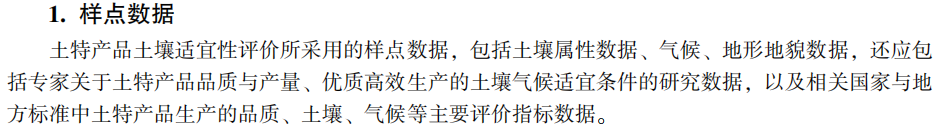 1. 样点数据
土特产品土壤适宜性评价所采用的样点数据，包括土壤属性数据、气候、地形地貌数据，还应包
括专家关于土特产品品质与产量、优质高效生产的土壤气候适宜条件的研究数据，以及相关国家与地
方标准中土特产品生产的品质、土壤、气候等主要评价指标数据。